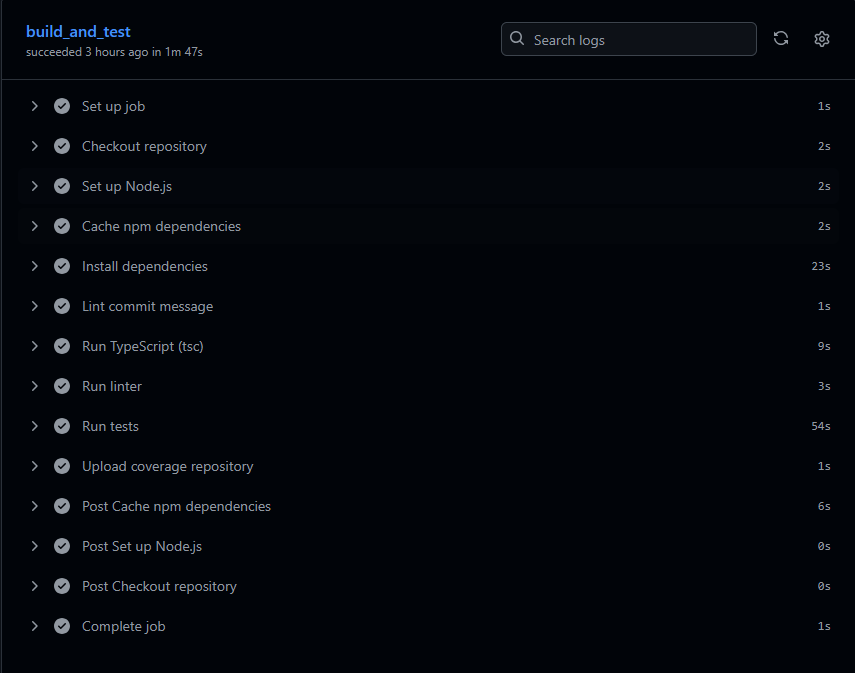 build_and_test
succeeded 3 hours ago in 1m 47s
Search logs
Set up job 1s
Checkout repository 2s
Set up Node.js 2s
Cache npm dependencies 2s
Install dependencies 23s
Lint commit message 1s
Run TypeScript (tsc) 9s
Run linter 3s
Run tests 54s
Upload coverage repository 1s
Post Cache npm dependencies 6s
Post Set up Node.js 0s
Post Checkout repository 0s
Complete job 1s